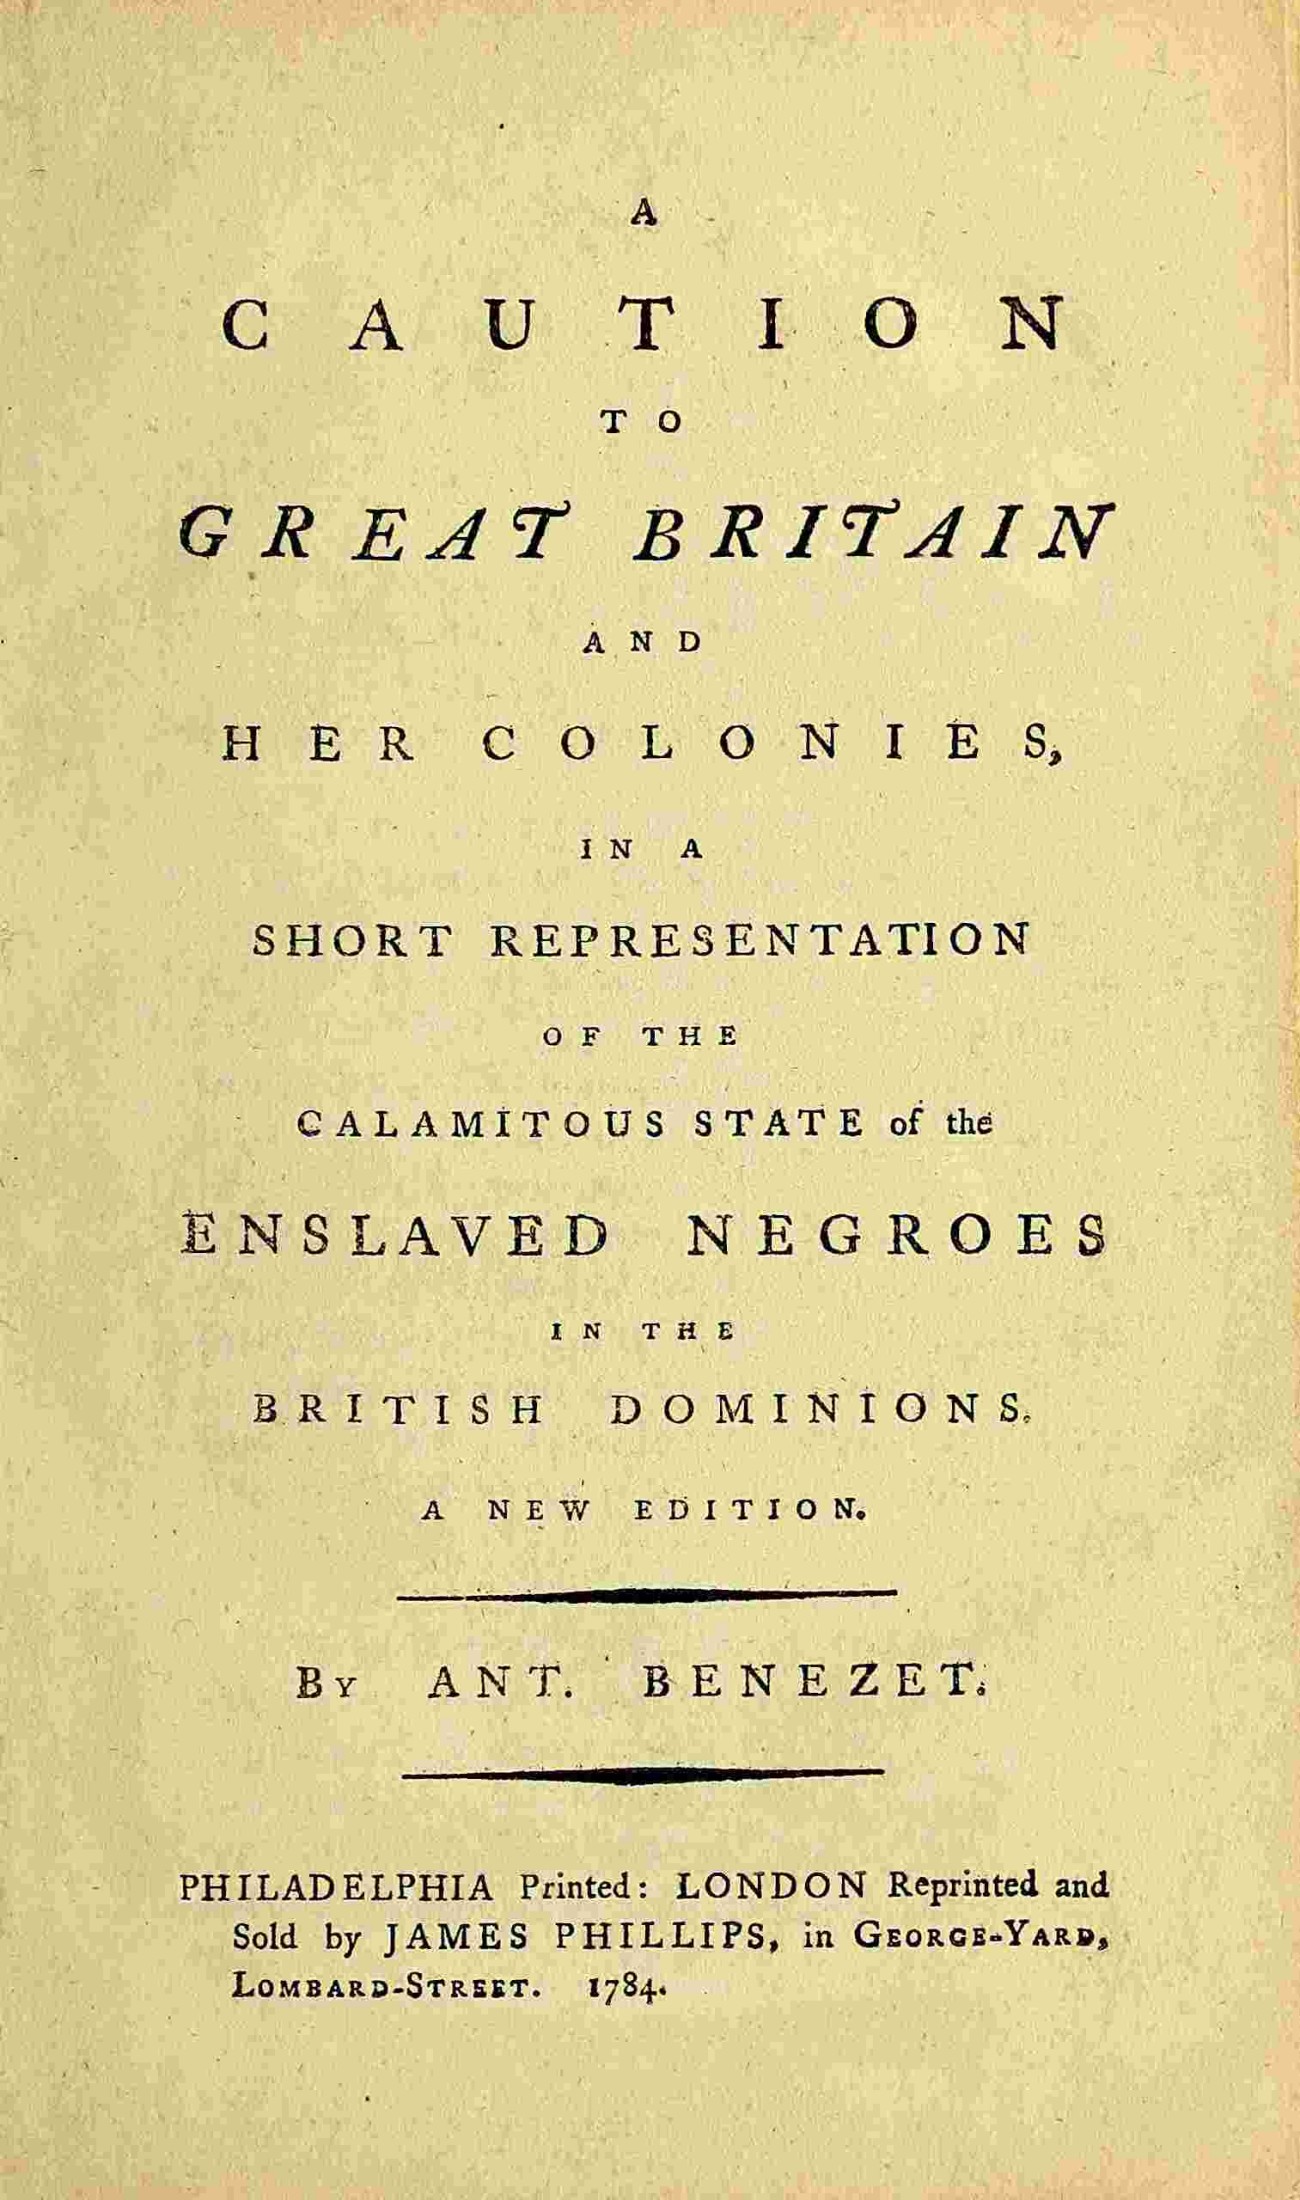 A
CAUTION
TO
GREAT BRITAIN
AND
HER COLONIES,
IN A
SHORT REPRESENTATION
OF THE
CALAMITOUS STATE of the
ENSLAVED NEGROES
IN THE
BRITISH DOMINIONS.
A NEW EDITION.
By ANT. BENEZET.
PHILADELPHIA Printed: LONDON Reprinted and
Sold by JAMES PHILLIPS, in George-Yard,
Lombard-Street. 1784.